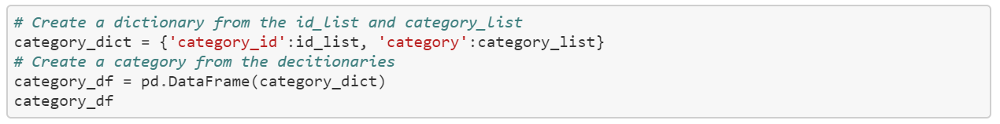 # Create a dictionary from the id_list and category_list
category_dict = {'category_id':id_list, 'category':category_list}
# Create a category from the decitionaries
category_df = pd.DataFrame(category_dict)
category_df